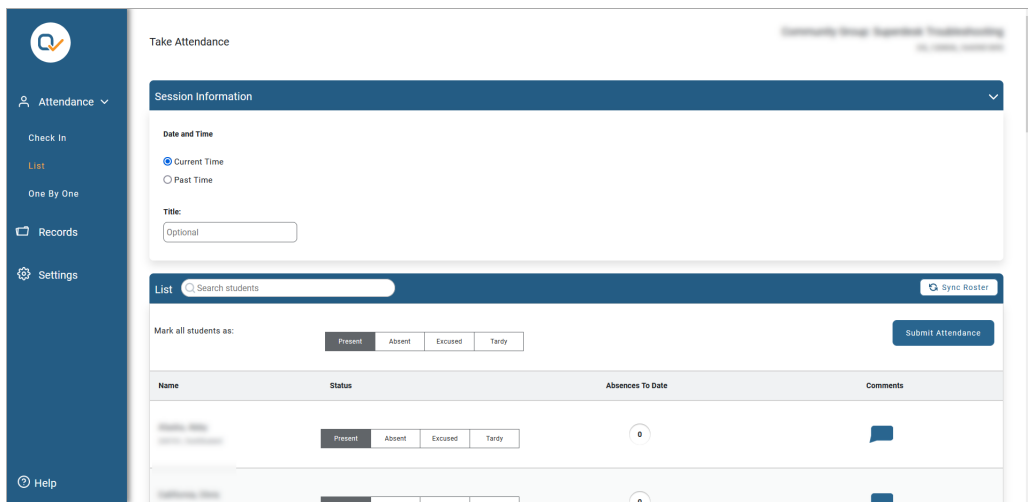 Take Attendance
Attendance
Check In
List
One By One
Records
Settings
Help
Session Information
Date and Time
Current Time
Past Time
Title:
Optional
List Search students Sync Roster
Mark all students as: Present Absent Excused Tardy Submit Attendance
Name Status Absences To Date Comments
Present Absent Excused Tardy 0
0